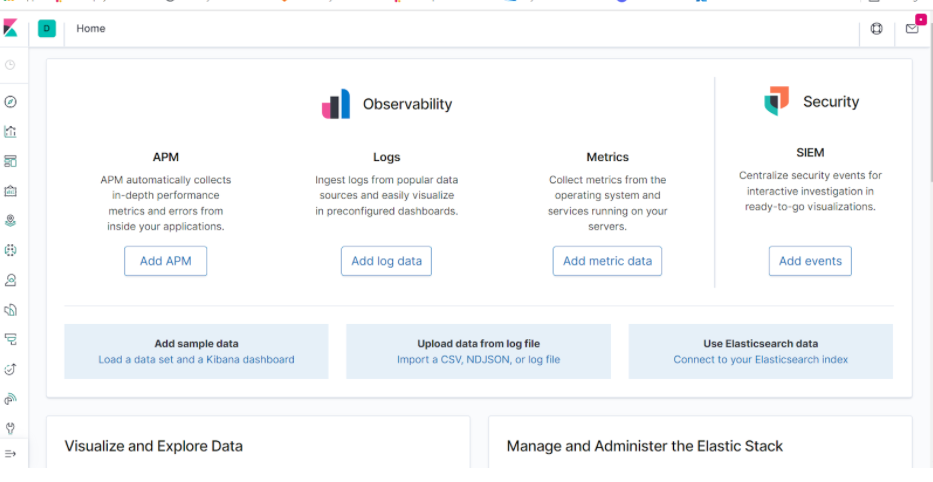 D
Home
Observability
Security
APM
APM automatically collects
in-depth performance
metrics and errors from
inside your applications.
Add APM
Logs
Ingest logs from popular data
sources and easily visualize
in preconfigured dashboards.
Add log data
Metrics
Collect metrics from the
operating system and
services running on your
servers.
Add metric data
SIEM
Centralize security events for
interactive investigation in
ready-to-go visualizations.
Add events
Add sample data
Load a data set and a Kibana dashboard
Upload data from log file
Import a CSV, NDJSON, or log file
Use Elasticsearch data
Connect to your Elasticsearch index
Visualize and Explore Data
Manage and Administer the Elastic Stack